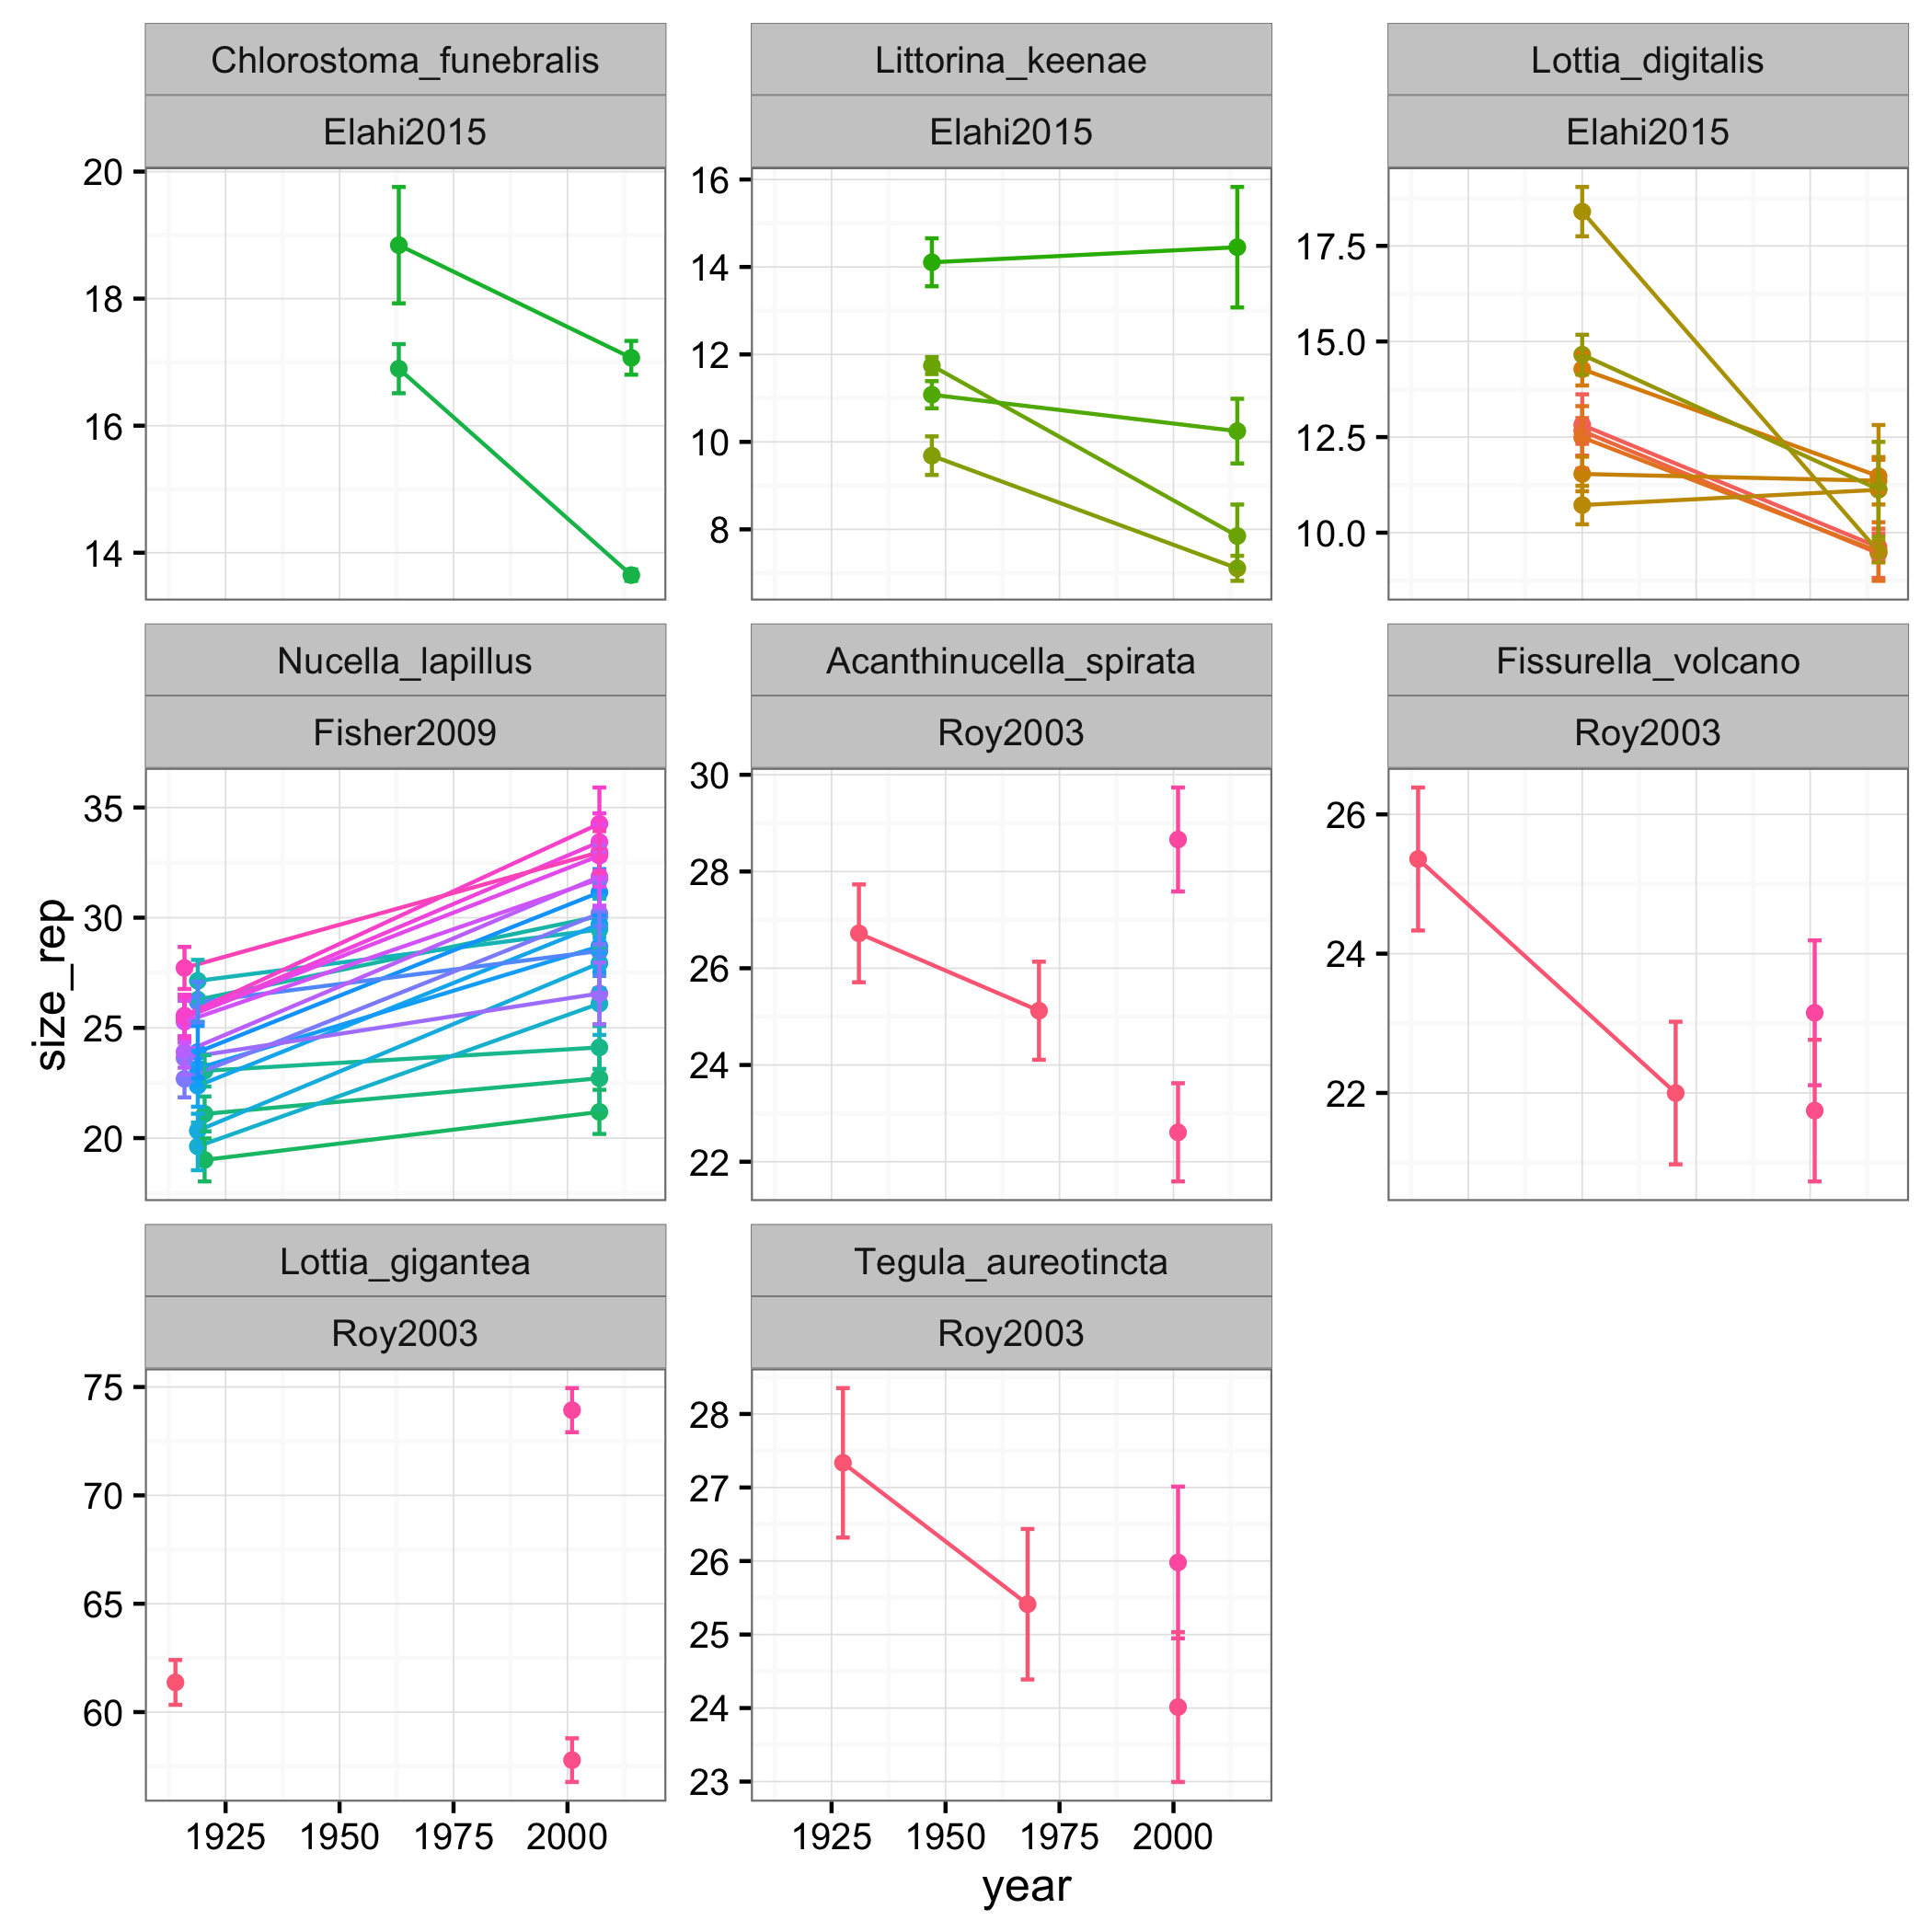 Chlorostoma_funebralis
Elahi2015
Littorina_keenae
Elahi2015
Lottia_digitalis
Elahi2015
20
18
16
14
16
14
12
10
8
17.5
15.0
12.5
10.0
Nucella_lapillus
Fisher2009
Acanthinucella_spirata
Roy2003
Fissurella_volcano
Roy2003
size_rep
35
30
25
20
30
28
26
24
22
26
24
22
Lottia_gigantea
Roy2003
Tegula_aureotincta
Roy2003
75
70
65
60
28
27
26
25
24
23
1925 1950 1975 2000
1925 1950 1975 2000
year